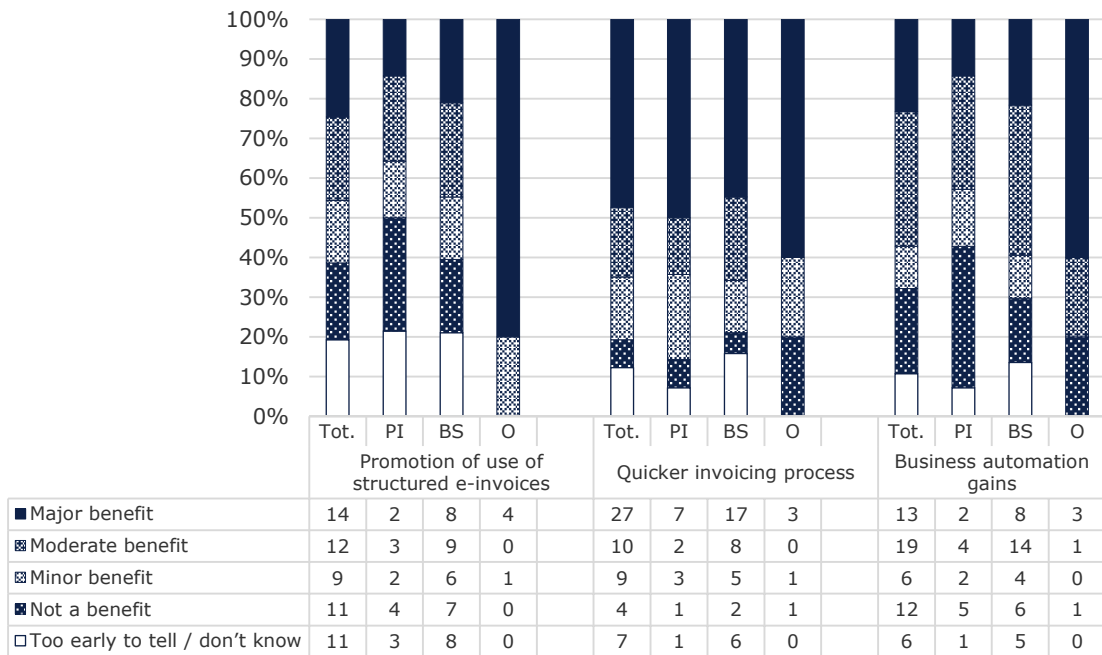 100%
90%
80%
70%
60%
50%
40%
30%
20%
10%
0%
Tot. PI BS O Tot. PI BS O Tot. PI BS O
Promotion of use of structured e-invoices Quicker invoicing process Business automation gains
Major benefit 14 2 8 4 27 7 17 3 13 2 8 3
Moderate benefit 12 3 9 0 10 2 8 0 19 4 14 1
Minor benefit 9 2 6 1 9 3 5 1 6 2 4 0
Not a benefit 11 4 7 0 4 1 2 1 12 5 6 1
Too early to tell / don't know 11 3 8 0 7 1 6 0 6 1 5 0